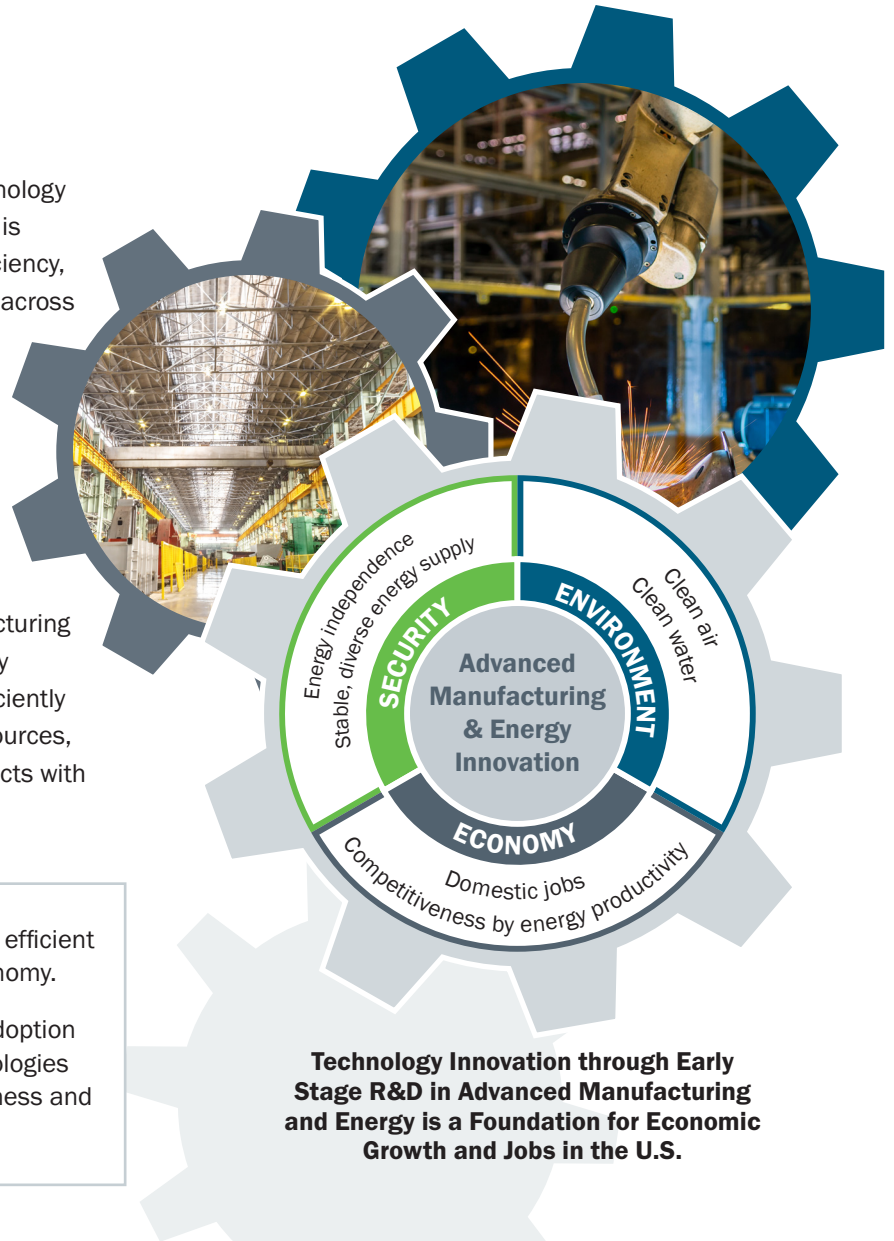 nology
is
ciency,
across
cturing
y
ciently
ources,
cts with
efficient
nomy.
doption
ologies
ness and
Energy independence
Stable, diverse energy supply
SECURITY
ENVIRONMENT
Clean air
Clean water
Advanced
Manufacturing
& Energy
Innovation
ECONOMY
Domestic jobs
Competitiveness by energy productivity
Technology Innovation through Early
Stage R&D in Advanced Manufacturing
and Energy is a Foundation for Economic
Growth and Jobs in the U.S.